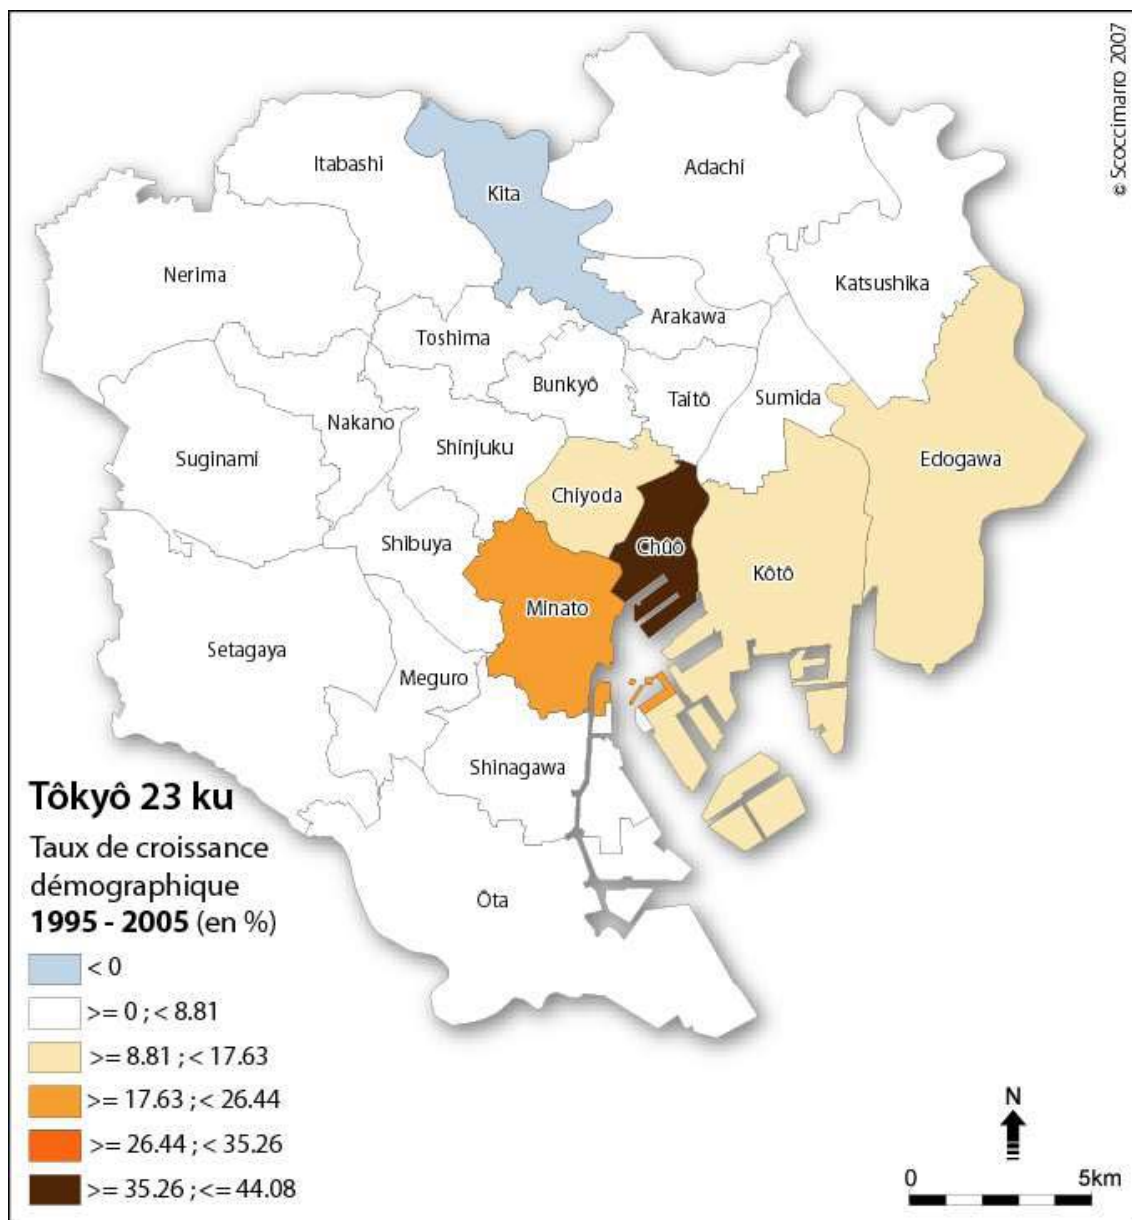 © Scoccimarro 2007
Itabashi
Adachi
Kita
Nerima
Katsushika
Arakawa
Toshima
Bunkyô
Taitô
Sumida
Nakano
Shinjuku
Suginami
Edogawa
Chiyoda
Shibuya
Chûô
Kôtô
Minato
Setagaya
Meguro
Shinagawa
Ôta
Tôkyô 23 ku
Taux de croissance
démographique
1995 - 2005 (en %)
< 0
>= 0 ; < 8.81
>= 8.81 ; < 17.63
>= 17.63 ; < 26.44
>= 26.44 ; < 35.26
>= 35.26 ; <= 44.08
N
0 5km